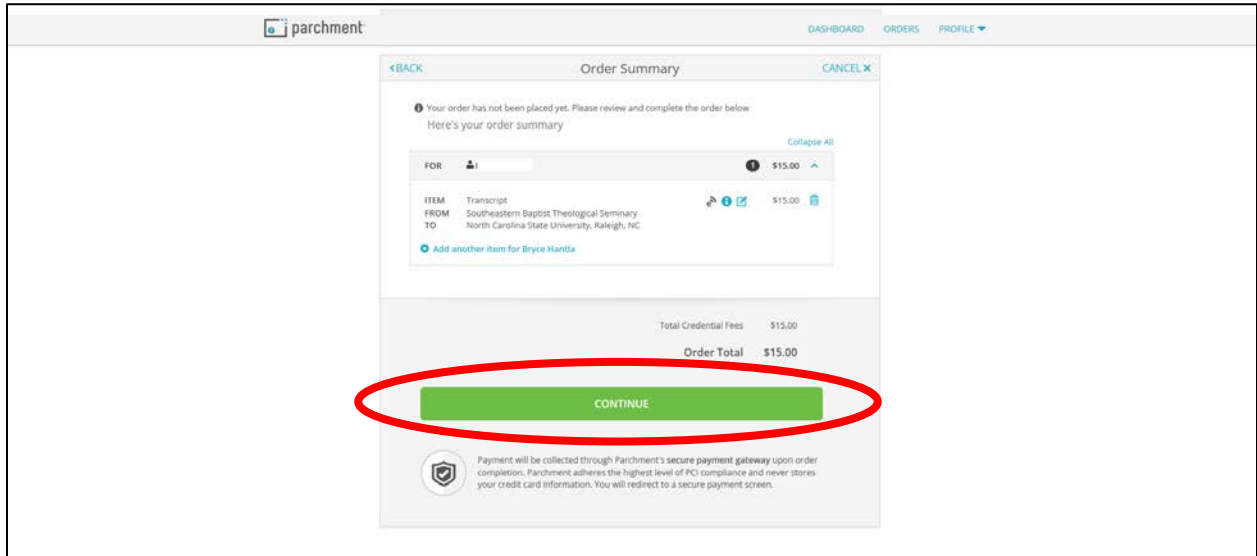 parchment
DASHBOARD ORDERS PROFILE
BACK Order Summary CANCEL
Your order has not been placed yet. Please review and complete the order below
Here's your order summary
Collapse All
FOR 1 $15.00
ITEM Transcript $15.00
FROM Southeastern Baptist Theological Seminary
TO North Carolina State University, Raleigh, NC
Add another item for Bryce Hantla
Total Credential Fees $15.00
Order Total $15.00
CONTINUE
Payment will be collected through Parchment's secure payment gateway upon order
completion. Parchment adheres the highest level of PCI compliance and never stores
your credit card information. You will redirect to a secure payment screen.